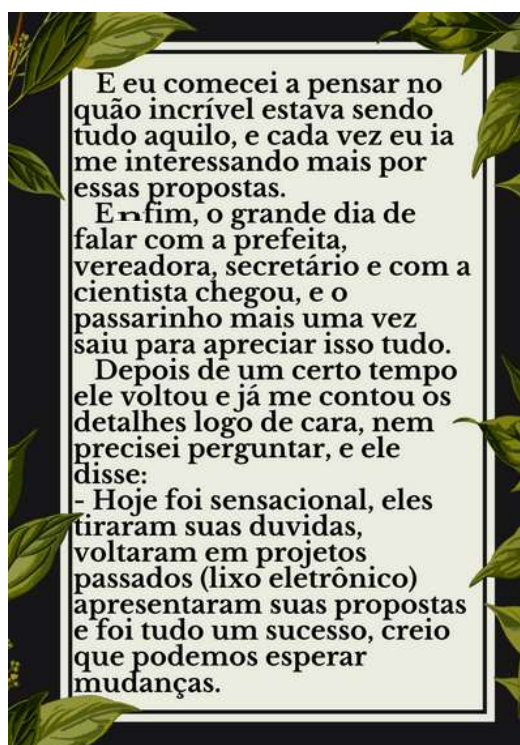 E eu comecei a pensar no
quão incrível estava sendo
tudo aquilo, e cada vez eu ia
me interessando mais por
essas propostas.
Enfim, o grande dia de
falar com a prefeita,
vereadora, secretário e com a
cientista chegou, e o
passarinho mais uma vez
saiu para apreciar isso tudo.
Depois de um certo tempo
ele voltou e já me contou os
detalhes logo de cara, nem
precisei perguntar, e ele
disse:
- Hoje foi sensacional, eles
tiraram suas duvidas,
voltaram em projetos
passados (lixo eletrônico)
apresentaram suas propostas
e foi tudo um sucesso, creio
que podemos esperar
mudanças.